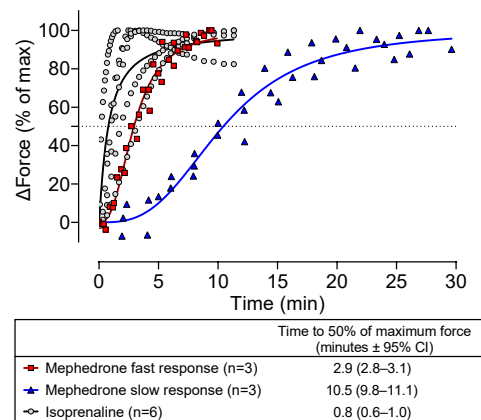 ΔForce (% of max)
100
80
60
40
20
0
0 5 10 15 20 25 30
Time (min)
Time to 50% of maximum force
(minutes ± 95% CI)
Mephedrone fast response (n=3) 2.9 (2.8–3.1)
Mephedrone slow response (n=3) 10.5 (9.8–11.1)
Isoprenaline (n=6) 0.8 (0.6–1.0)